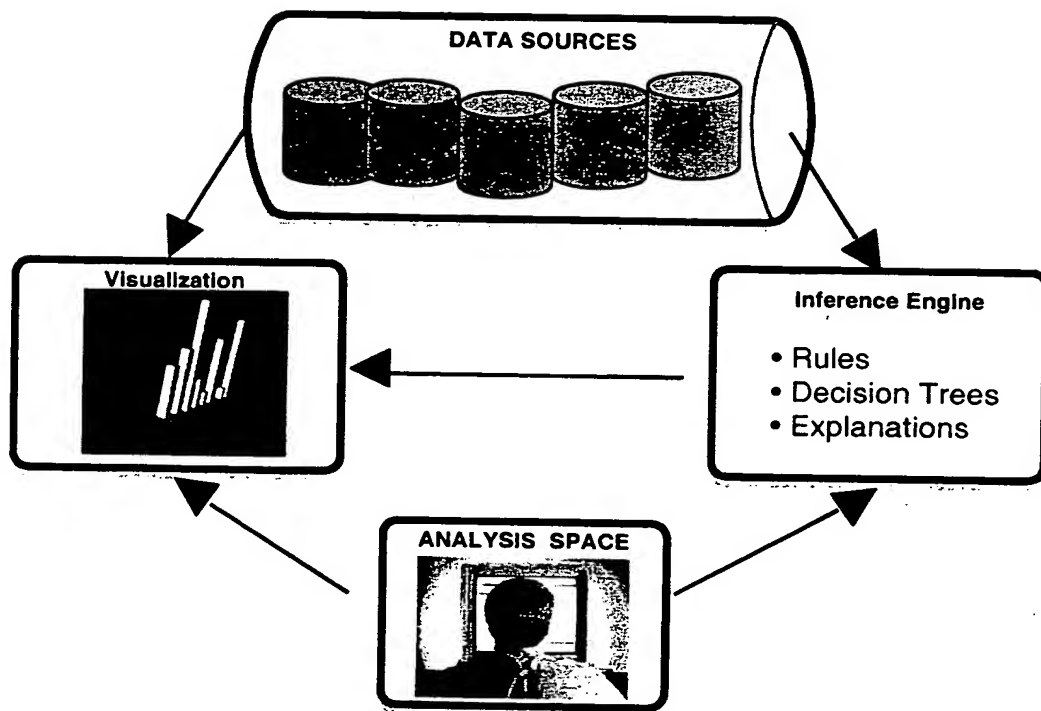 DATA SOURCES
Visualization
Inference Engine
• Rules
• Decision Trees
• Explanations
ANALYSIS SPACE